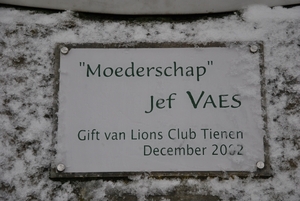 "Moederschap"
Jef VAES
Gift van Lions Club Tienen
December 2002